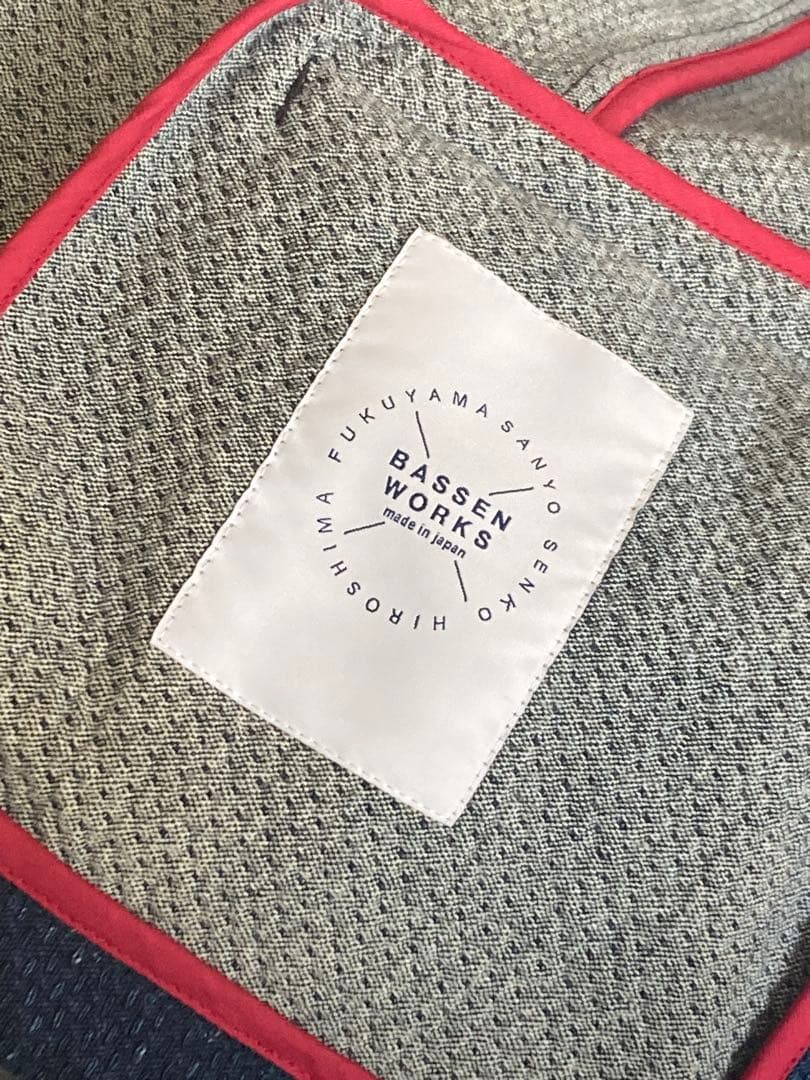 FUKUYAMA SANYO SENKO HIROSHIMA
BASSEN
WORKS
made in japan